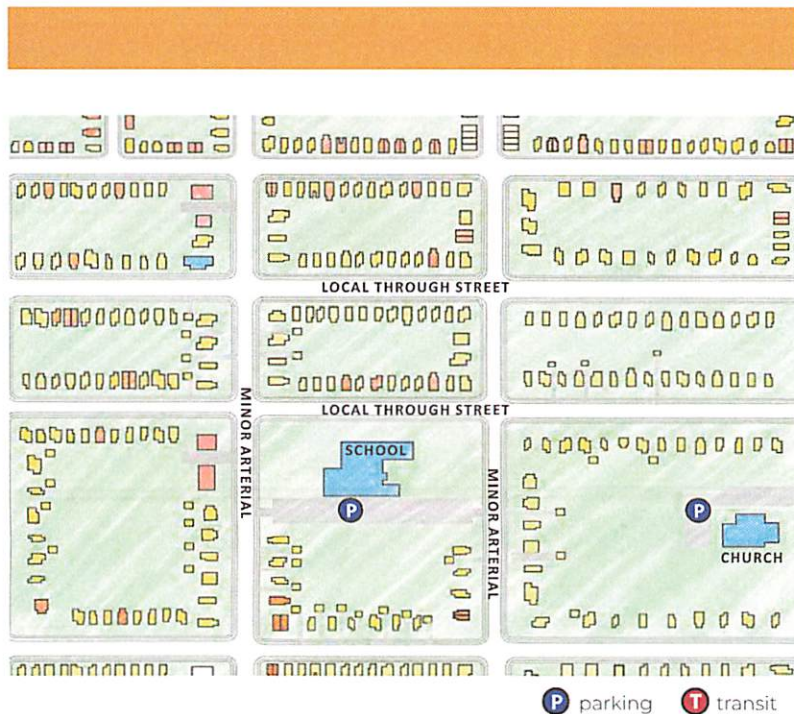 LOCAL THROUGH STREET
LOCAL THROUGH STREET
MINOR ARTERIAL
SCHOOL
P
MINOR ARTERIAL
P
CHURCH
P parking T transit